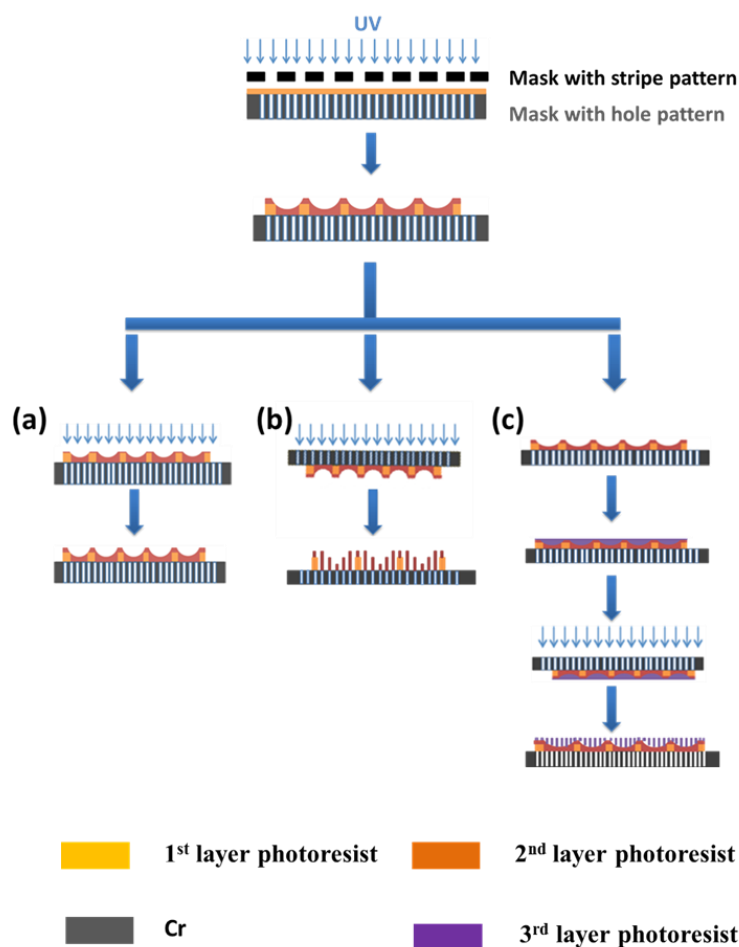 UV
Mask with stripe pattern
Mask with hole pattern
(a)
(b)
(c)
1st layer photoresist
2nd layer photoresist
Cr
3rd layer photoresist